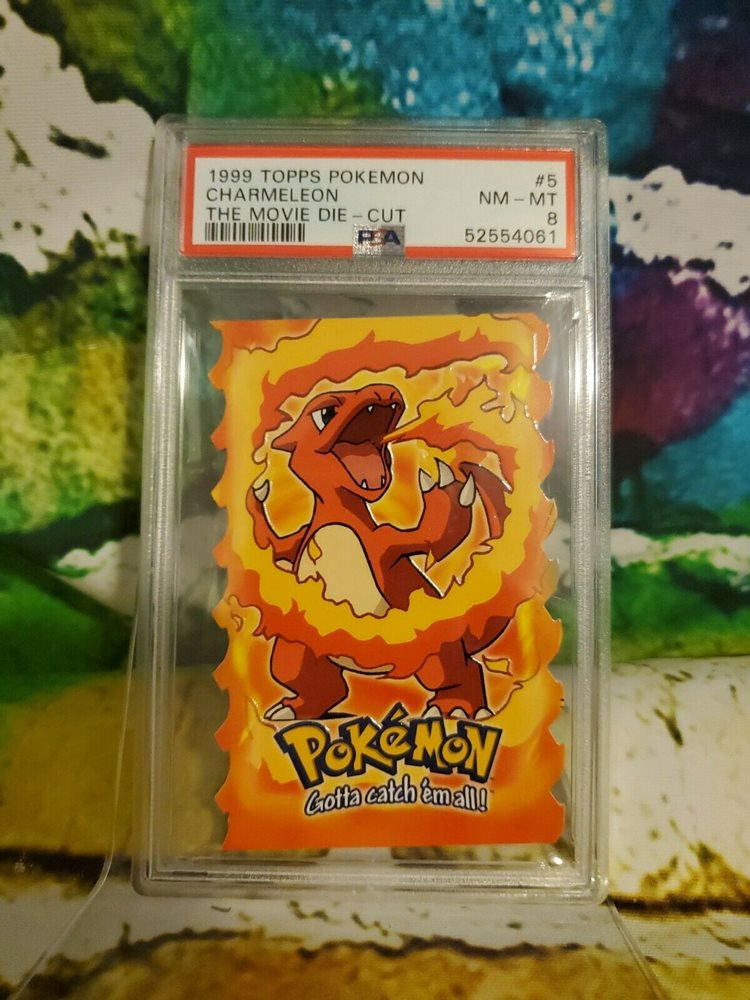 1999 TOPPS POKEMON #5
CHARMELEON NM - MT
THE MOVIE DIE - CUT 8
PSA 52554061
POKéMON
Gotta catch 'em all!